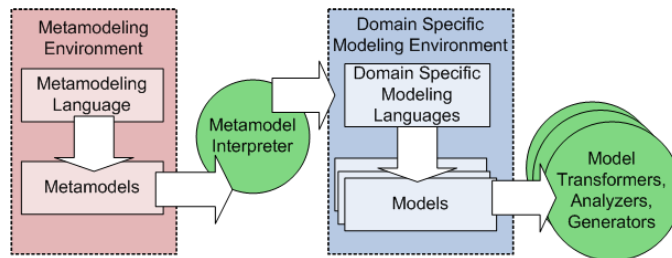 Metamodeling
Environment
Metamodeling
Language
Metamodels
Metamodel
Interpreter
Domain Specific
Modeling Environment
Domain Specific
Modeling
Languages
Models
Model
Transformers,
Analyzers,
Generators